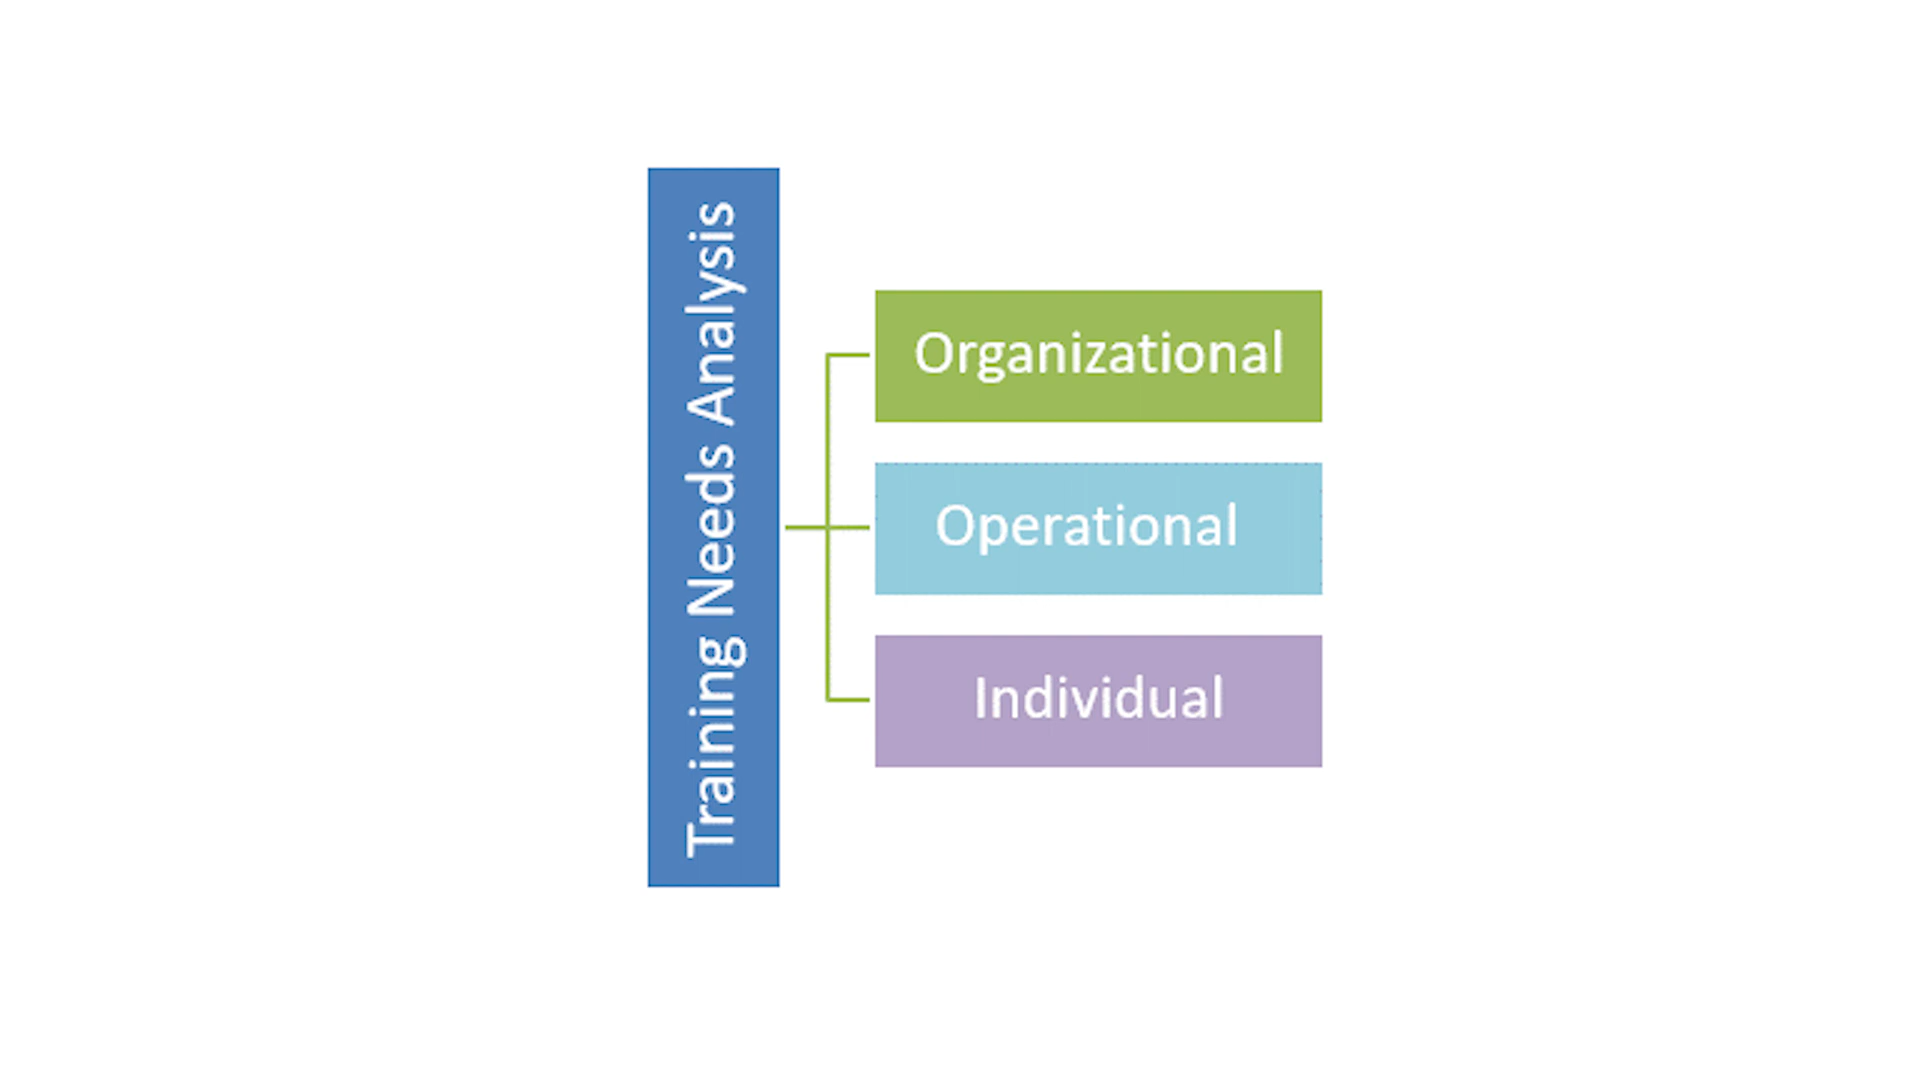 Training Needs Analysis
Organizational
Operational
Individual